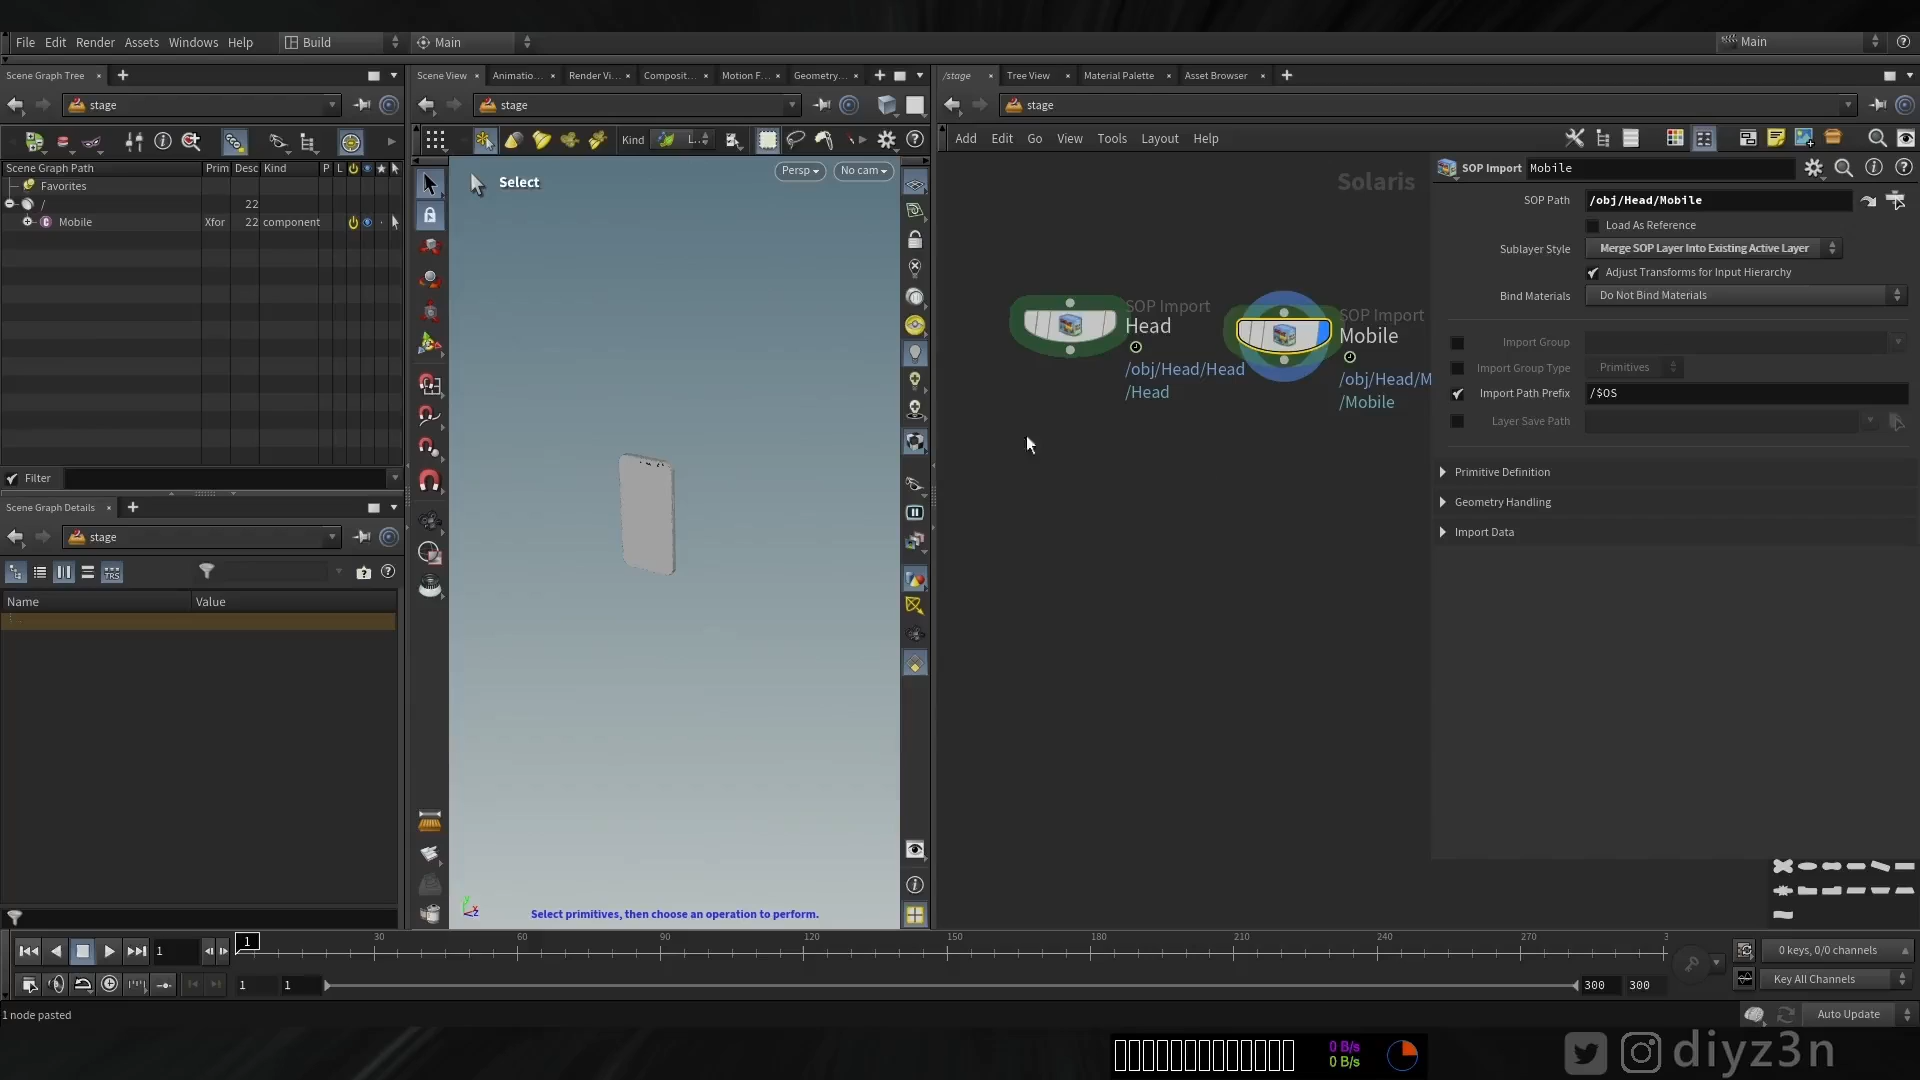 File Edit Render Assets Windows Help Build Main Main
Scene Graph Tree
Scene View Animatio... Render Vi... Composit... Motion F... Geometry...
/stage Tree View Material Palette Asset Browser
stage
stage
stage
Kind L...
Add Edit Go View Tools Layout Help
Scene Graph Path Prim Desc Kind P L
Favorites
/ 22
Mobile Xfor 22 component
Filter
Select
Persp
No cam
Select primitives, then choose an operation to perform.
Solaris
SOP Import
Head
/obj/Head/Head
/Head
SOP Import
Mobile
/obj/Head/M
/Mobile
SOP Import Mobile
SOP Path /obj/Head/Mobile
Load As Reference
Sublayer Style Merge SOP Layer Into Existing Active Layer
Adjust Transforms for Input Hierarchy
Bind Materials Do Not Bind Materials
Import Group
Import Group Type Primitives
Import Path Prefix /$OS
Layer Save Path
Primitive Definition
Geometry Handling
Import Data
Scene Graph Details
stage
TRS
Name Value
1 1 30 60 90 120 150 180 210 240 270 3
0 keys, 0/0 channels
1 1 300 300
Key All Channels
1 node pasted
Auto Update
0 B/s
0 B/s
diyz3n